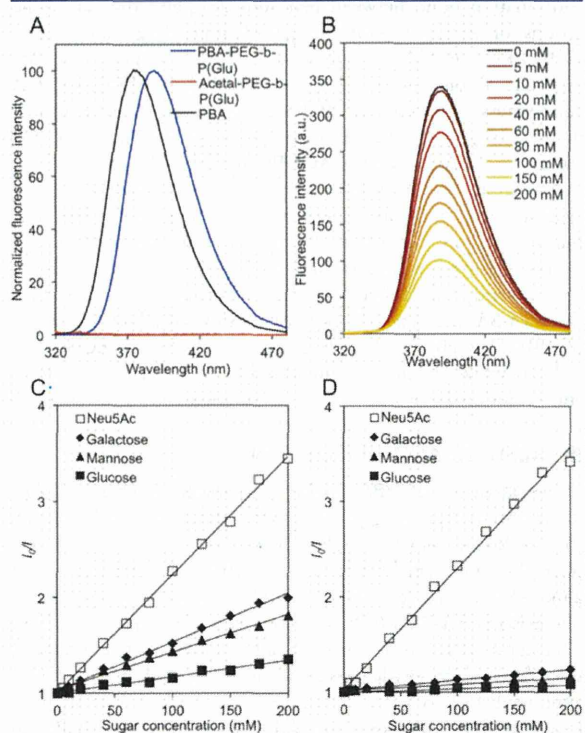 A
Normalized fluorescence intensity
100
80
60
40
20
0
320
370
420
470
Wavelength (nm)
PBA-PEG-b-
P(Glu)
Acetal-PEG-b-
P(Glu)
PBA
B
Fluorescence intensity (a.u.)
400
350
300
250
200
150
100
50
0
320
370
420
470
Wavelength (nm)
0 mM
5 mM
10 mM
20 mM
40 mM
60 mM
80 mM
100 mM
150 mM
200 mM
C
I0/I
4
3
2
1
0
50
100
150
200
Sugar concentration (mM)
Neu5Ac
Galactose
Mannose
Glucose
D
I0/I
4
3
2
1
0
50
100
150
200
Sugar concentration (mM)
Neu5Ac
Galactose
Mannose
Glucose